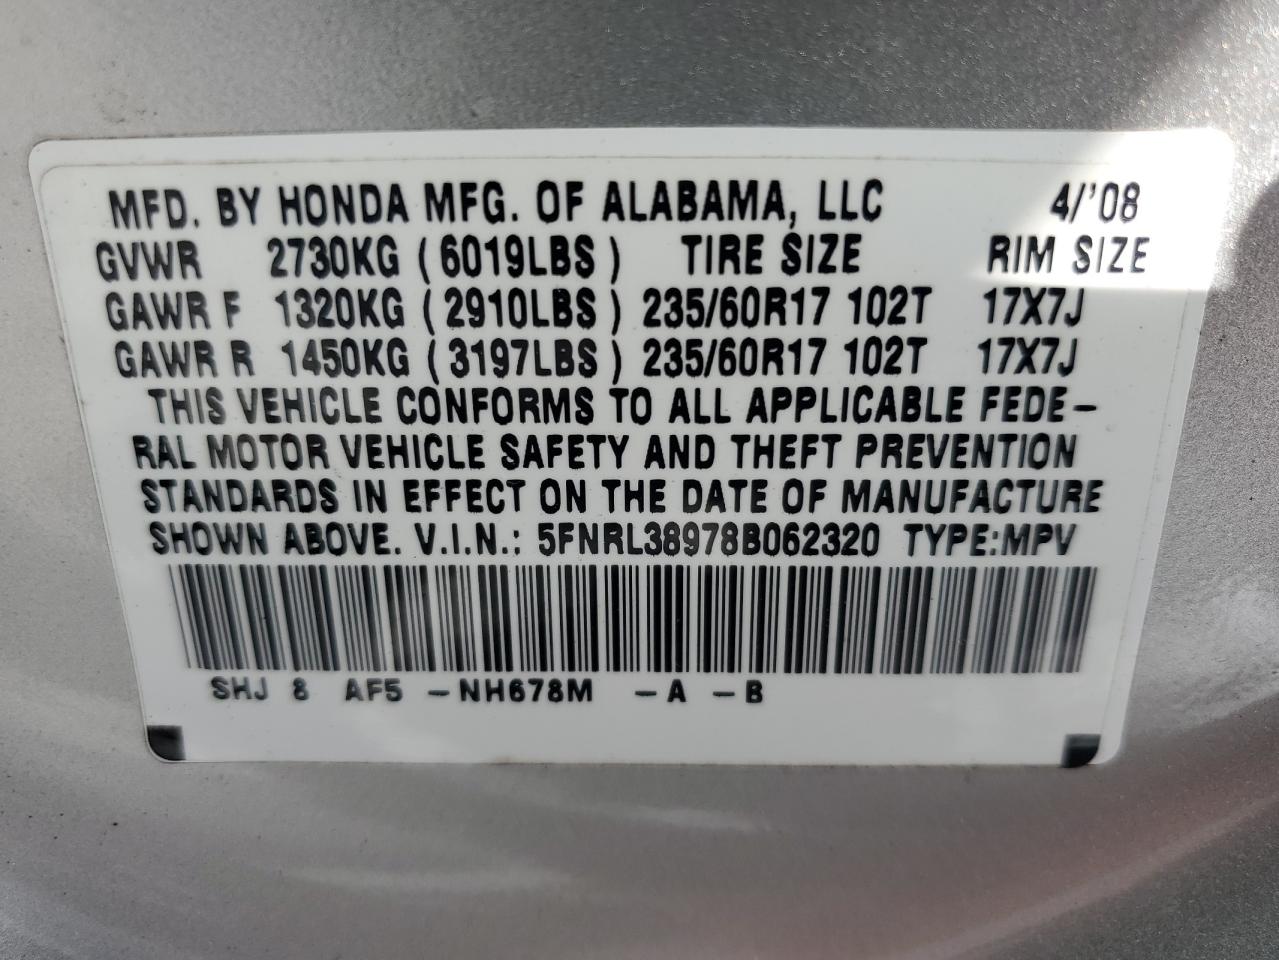 MFD. BY HONDA MFG. OF ALABAMA, LLC 4/'08
GVWR 2730KG (6019LBS) TIRE SIZE RIM SIZE
GAWR F 1320KG (2910LBS) 235/60R17 102T 17X7J
GAWR R 1450KG (3197LBS) 235/60R17 102T 17X7J
THIS VEHICLE CONFORMS TO ALL APPLICABLE FEDE-
RAL MOTOR VEHICLE SAFETY AND THEFT PREVENTION
STANDARDS IN EFFECT ON THE DATE OF MANUFACTURE
SHOWN ABOVE. V.I.N.: 5FNRL38978B062320 TYPE:MPV
SHJ 8 AF5 -NH678M -A -B